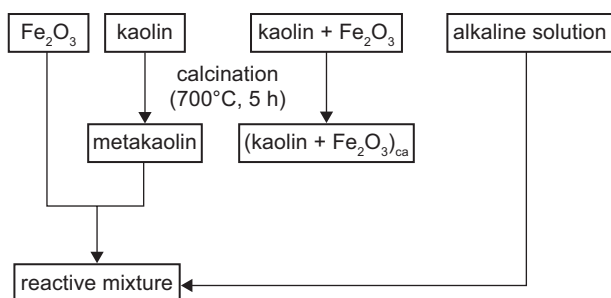 Fe₂O₃ kaolin kaolin + Fe₂O₃ alkaline solution
calcination
(700°C, 5 h)
metakaolin (kaolin + Fe₂O₃)ca
reactive mixture